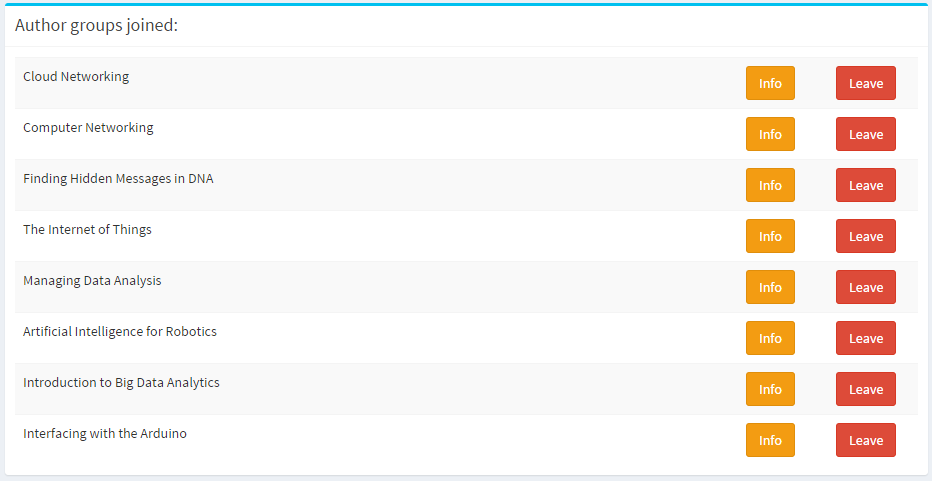 Author groups joined:
Cloud Networking Info Leave
Computer Networking Info Leave
Finding Hidden Messages in DNA Info Leave
The Internet of Things Info Leave
Managing Data Analysis Info Leave
Artificial Intelligence for Robotics Info Leave
Introduction to Big Data Analytics Info Leave
Interfacing with the Arduino Info Leave